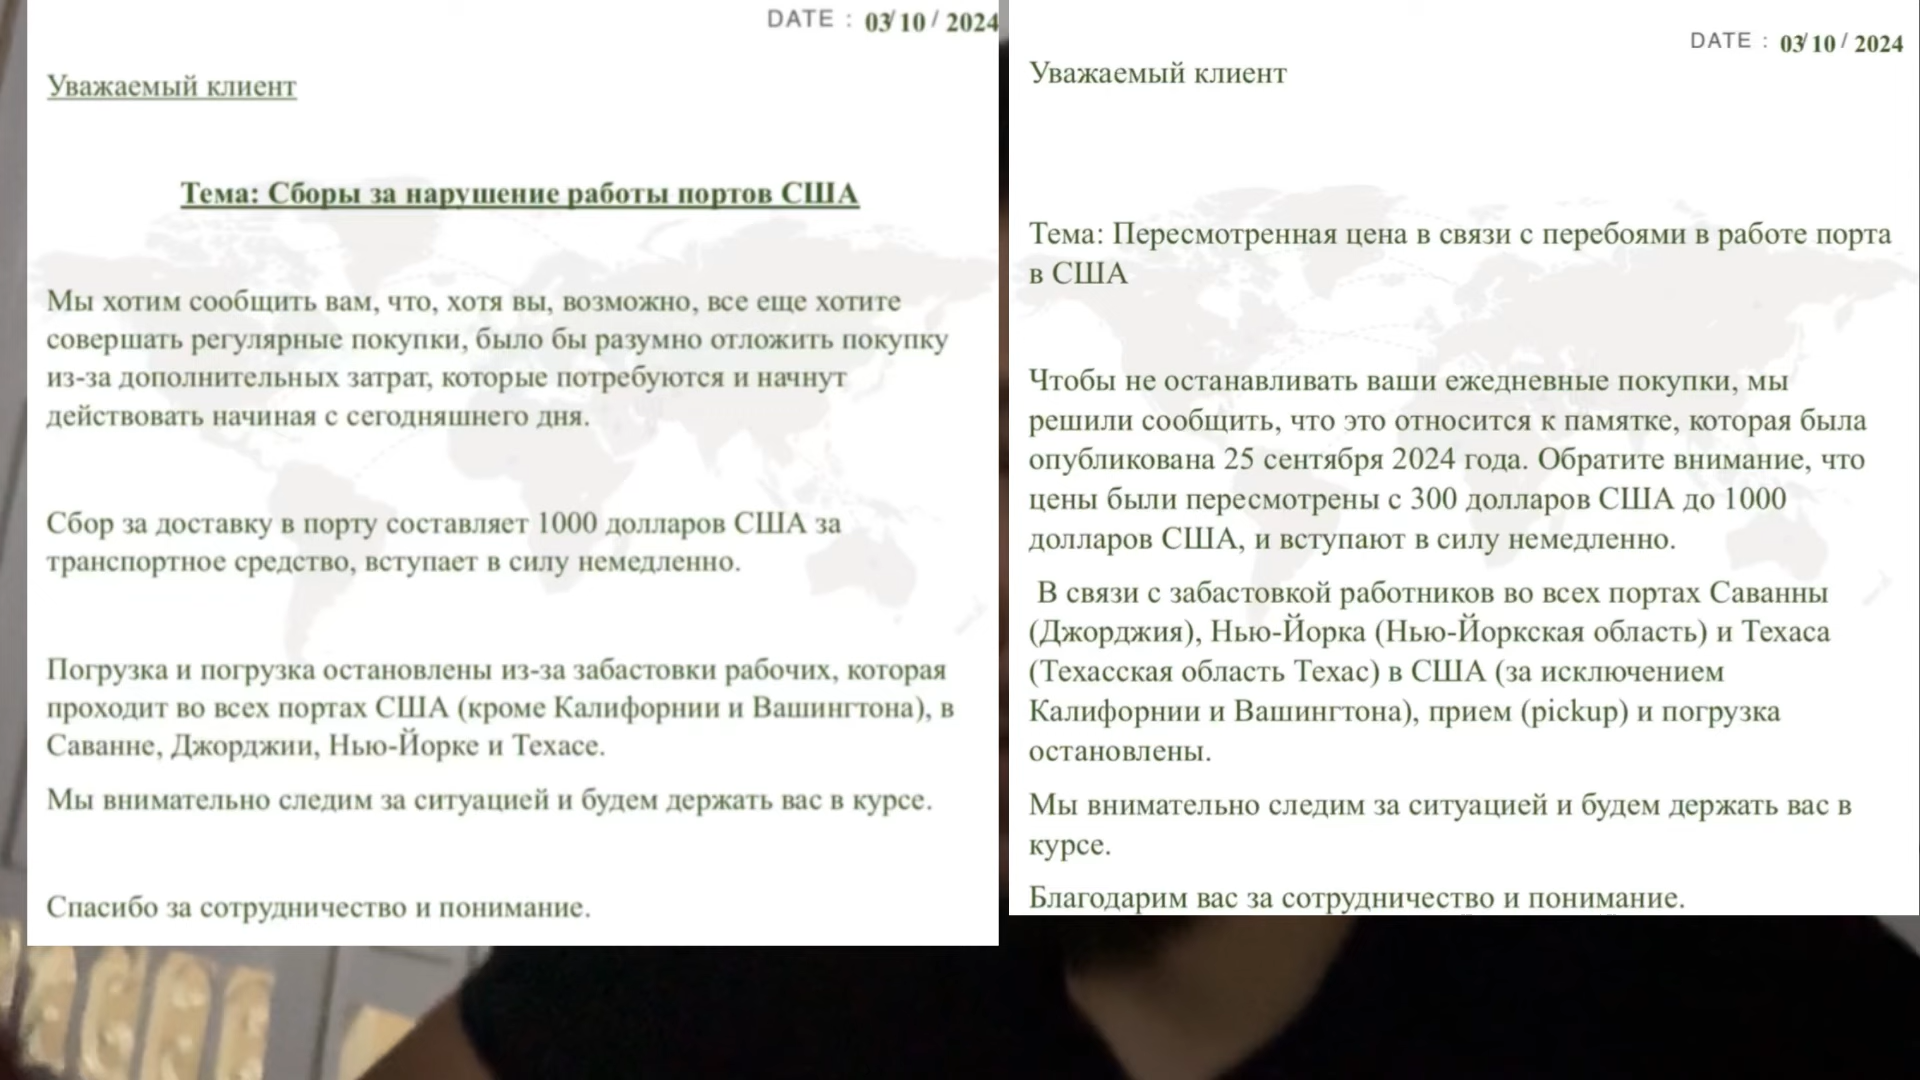 DATE : 03/ 10 / 2024
Уважаемый клиент
Тема: Сборы за нарушение работы портов США
Мы хотим сообщить вам, что, хотя вы, возможно, все еще хотите
совершать регулярные покупки, было бы разумно отложить покупку
из-за дополнительных затрат, которые потребуются и начнут
действовать начиная с сегодняшнего дня.
Сбор за доставку в порту составляет 1000 долларов США за
транспортное средство, вступает в силу немедленно.
Погрузка и погрузка остановлены из-за забастовки рабочих, которая
проходит во всех портах США (кроме Калифорнии и Вашингтона), в
Саванне, Джорджии, Нью-Йорке и Техасе.
Мы внимательно следим за ситуацией и будем держать вас в курсе.
Спасибо за сотрудничество и понимание.
DATE : 03/ 10 / 2024
Уважаемый клиент
Тема: Пересмотренная цена в связи с перебоями в работе порта
в США
Чтобы не останавливать ваши ежедневные покупки, мы
решили сообщить, что это относится к памятке, которая была
опубликована 25 сентября 2024 года. Обратите внимание, что
цены были пересмотрены с 300 долларов США до 1000
долларов США, и вступают в силу немедленно.
В связи с забастовкой работников во всех портах Саванны
(Джорджия), Нью-Йорка (Нью-Йоркская область) и Техаса
(Техасская область Техас) в США (за исключением
Калифорнии и Вашингтона), прием (pickup) и погрузка
остановлены.
Мы внимательно следим за ситуацией и будем держать вас в
курсе.
Благодарим вас за сотрудничество и понимание.